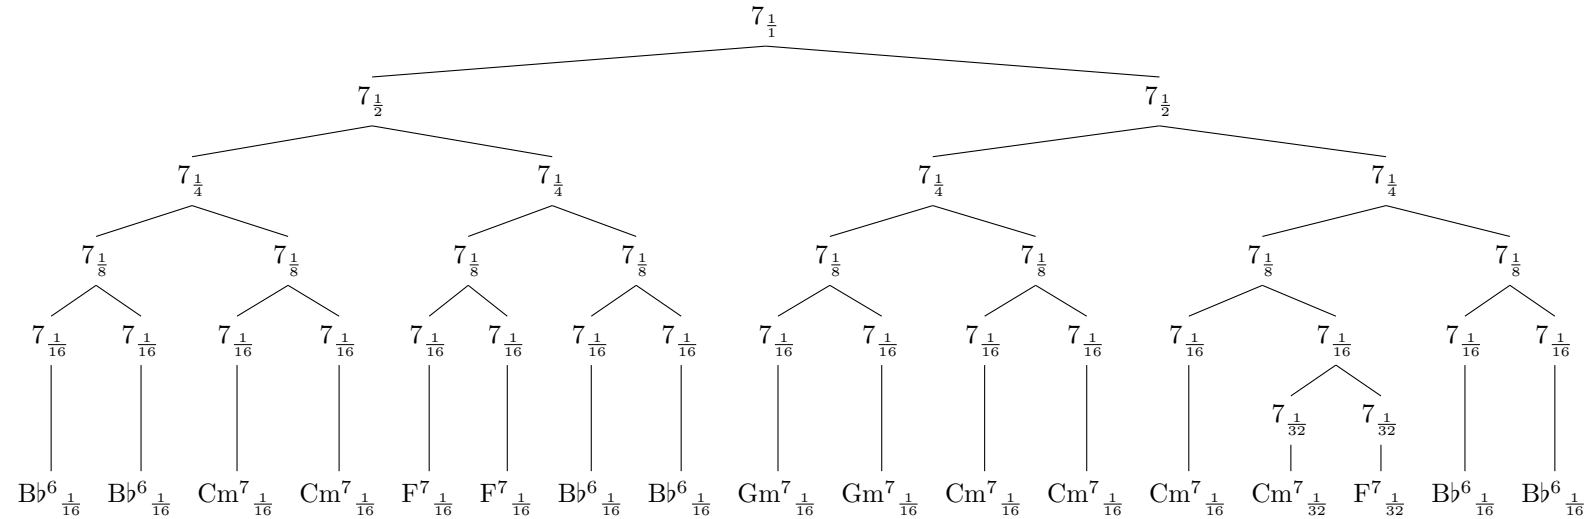 7 1/1
7 1/2 7 1/2
7 1/4 7 1/4 7 1/4 7 1/4
7 1/8 7 1/8 7 1/8 7 1/8 7 1/8 7 1/8 7 1/8 7 1/8
7 1/16 7 1/16 7 1/16 7 1/16 7 1/16 7 1/16 7 1/16 7 1/16 7 1/16 7 1/16 7 1/16 7 1/16 7 1/16 7 1/16 7 1/16 7 1/16
7 1/32 7 1/32
B♭⁶ 1/16 B♭⁶ 1/16 Cm⁷ 1/16 Cm⁷ 1/16 F⁷ 1/16 F⁷ 1/16 B♭⁶ 1/16 B♭⁶ 1/16 Gm⁷ 1/16 Gm⁷ 1/16 Cm⁷ 1/16 Cm⁷ 1/16 Cm⁷ 1/16 Cm⁷ 1/32 F⁷ 1/32 B♭⁶ 1/16 B♭⁶ 1/16